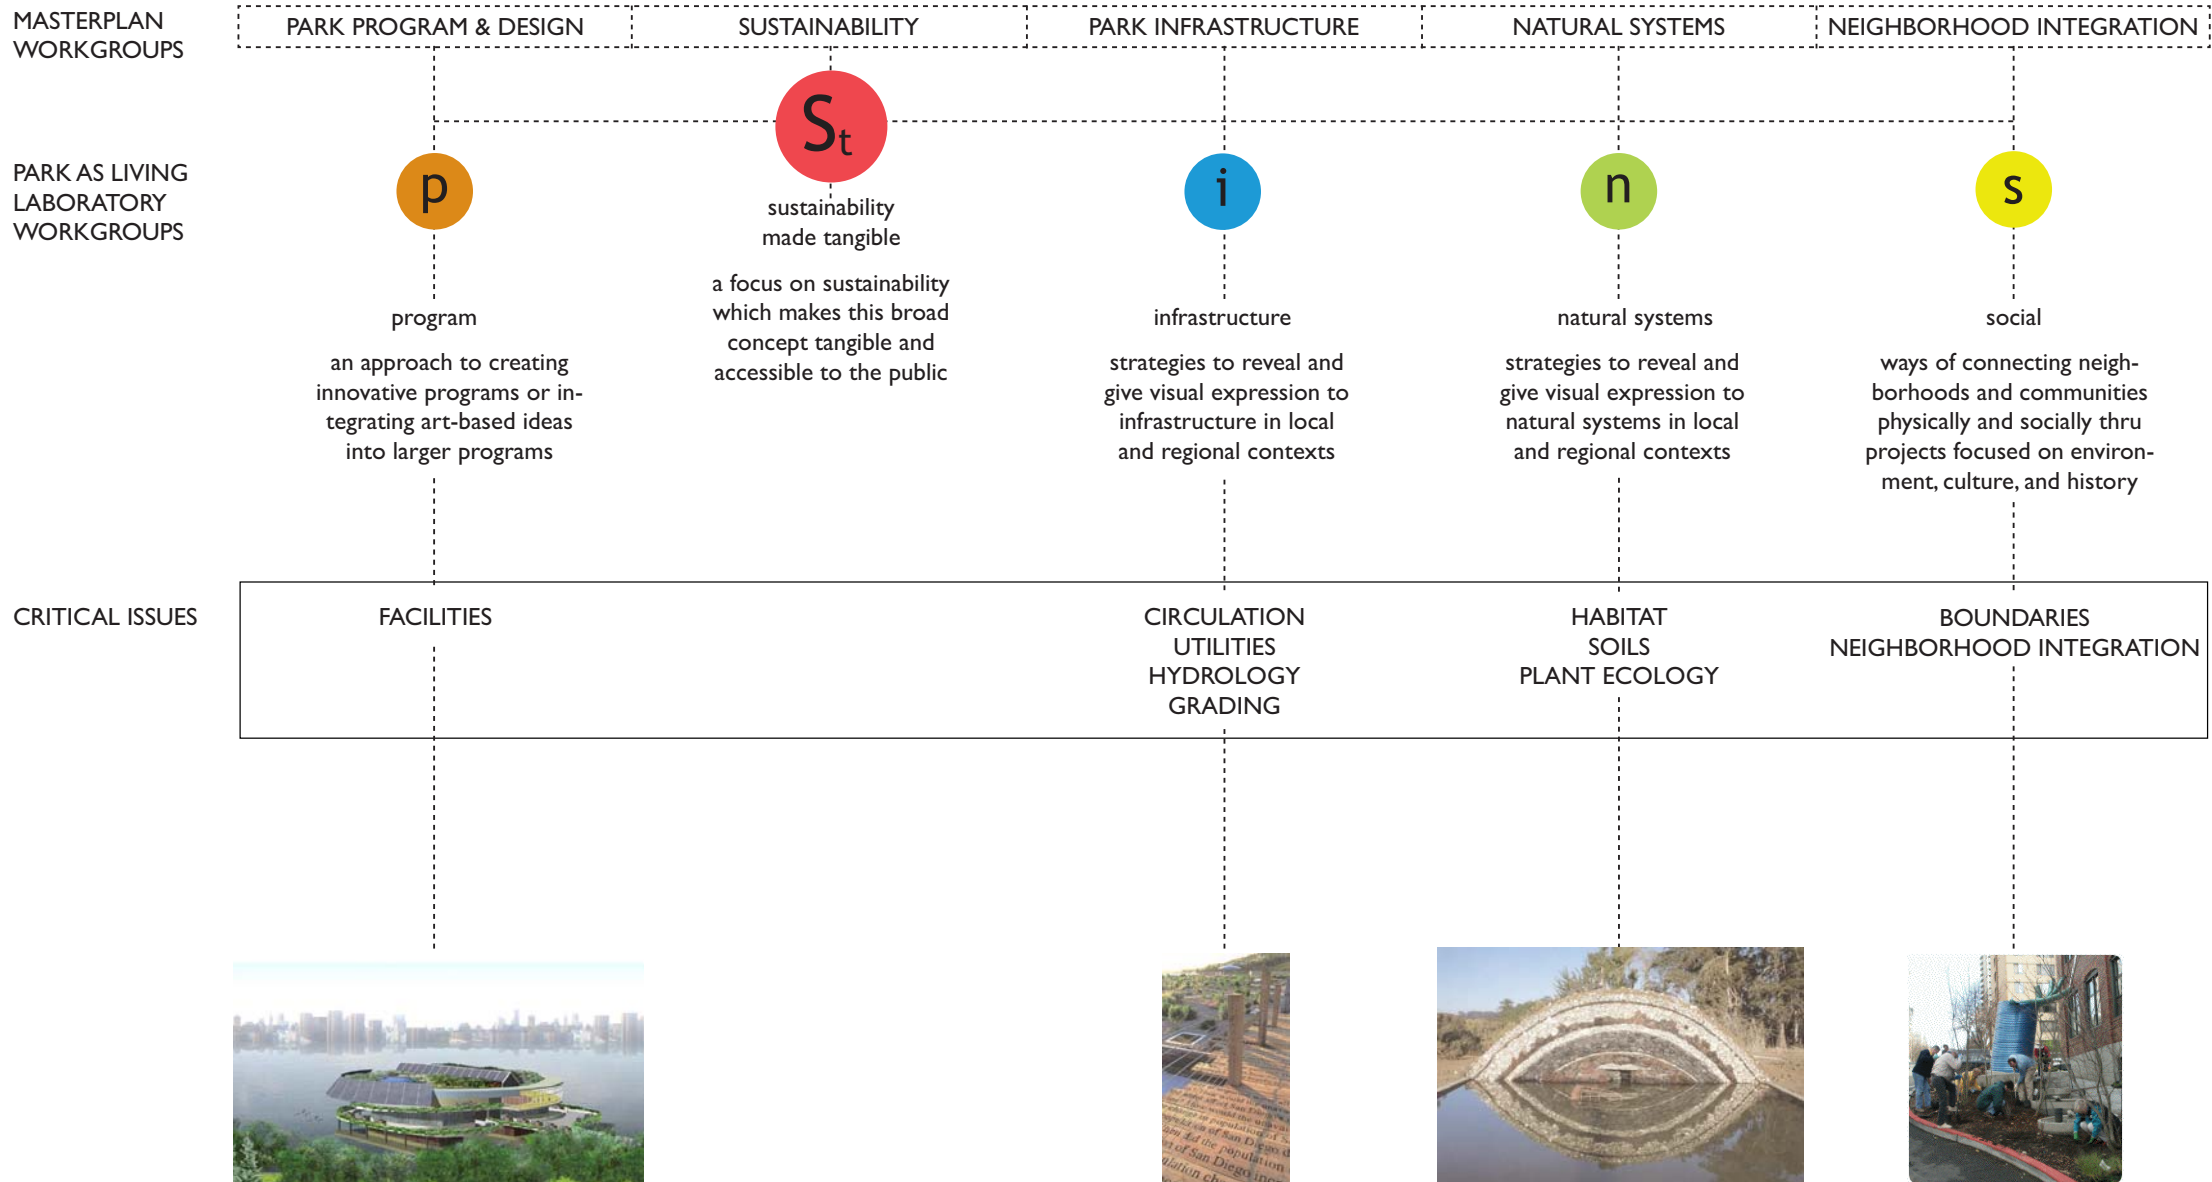 MASTERPLAN
WORKGROUPS
PARK PROGRAM & DESIGN
SUSTAINABILITY
PARK INFRASTRUCTURE
NATURAL SYSTEMS
NEIGHBORHOOD INTEGRATION
PARK AS LIVING
LABORATORY
WORKGROUPS
p
St
i
n
s
sustainability
made tangible
a focus on sustainability
which makes this broad
concept tangible and
accessible to the public
program
an approach to creating
innovative programs or in-
tegrating art-based ideas
into larger programs
infrastructure
strategies to reveal and
give visual expression to
infrastructure in local
and regional contexts
natural systems
strategies to reveal and
give visual expression to
natural systems in local
and regional contexts
social
ways of connecting neigh-
borhoods and communities
physically and socially thru
projects focused on environ-
ment, culture, and history
CRITICAL ISSUES
FACILITIES
CIRCULATION
UTILITIES
HYDROLOGY
GRADING
HABITAT
SOILS
PLANT ECOLOGY
BOUNDARIES
NEIGHBORHOOD INTEGRATION
the population
of San Diego